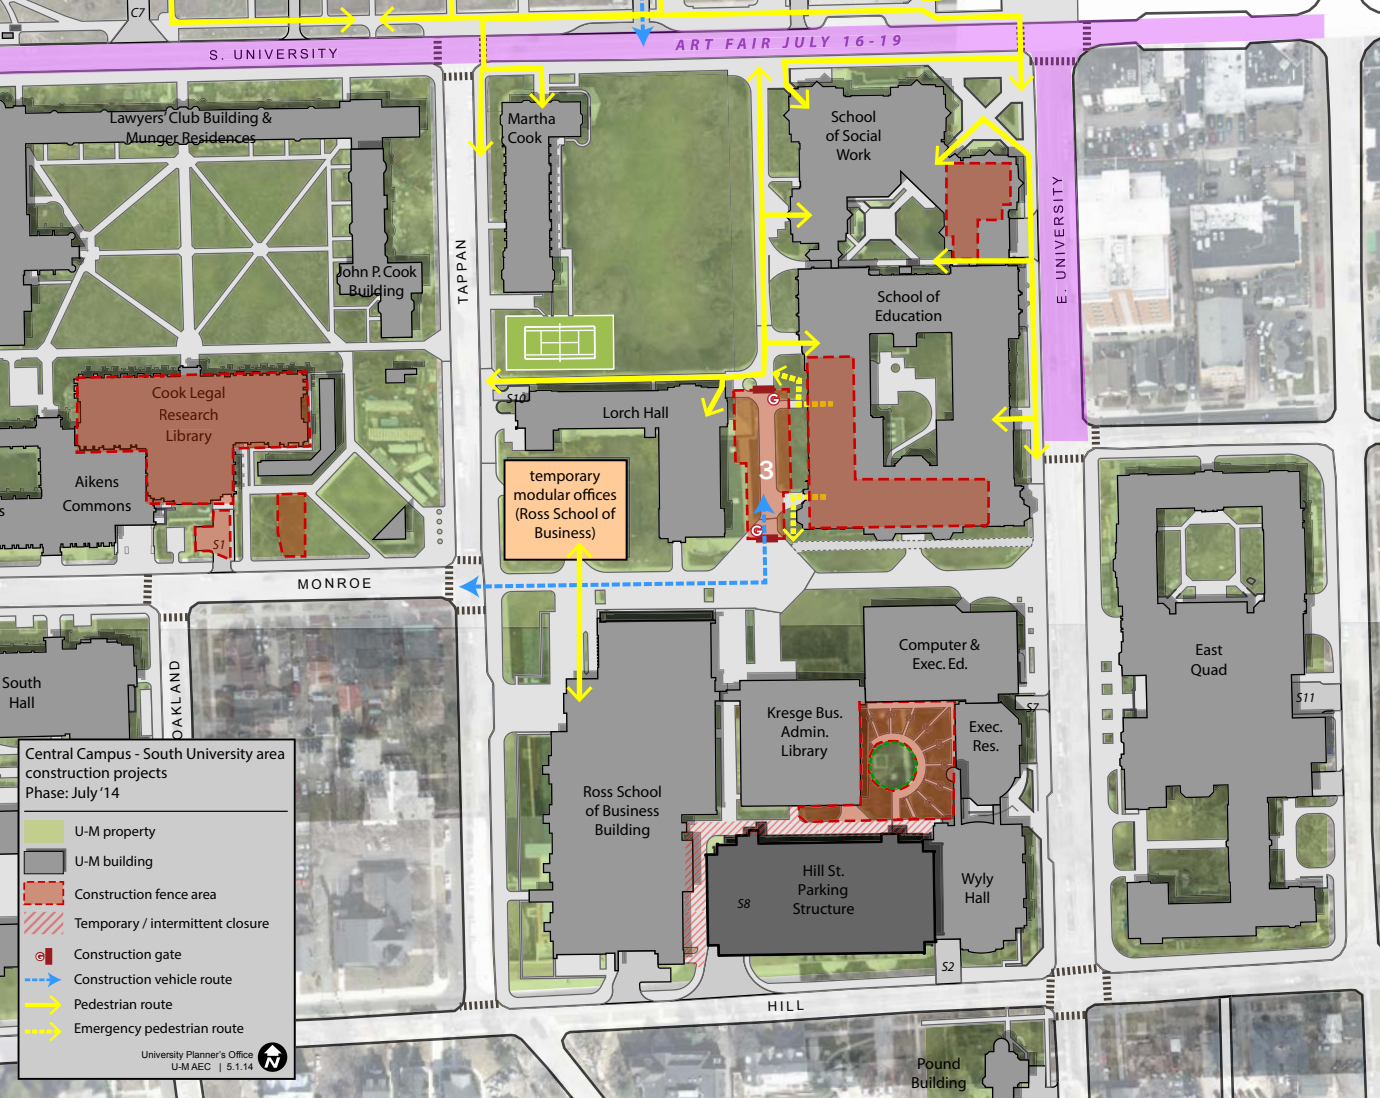 C7
S. UNIVERSITY
ART FAIR JULY 16-19
Lawyers' Club Building &
Munger Residences
Martha
Cook
School
of Social
Work
TAPPAN
E. UNIVERSITY
John P. Cook
Building
School of
Education
S10
Lorch Hall
G
Cook Legal
Research
Library
3
Aikens
Commons
s
temporary
modular offices
(Ross School of
Business)
G
S1
MONROE
OAKLAND
South
Hall
Computer &
Exec. Ed.
East
Quad
S11
S7
Kresge Bus.
Admin.
Library
Exec.
Res.
Ross School
of Business
Building
Hill St.
Parking
Structure
S8
Wyly
Hall
S2
HILL
Pound
Building
Central Campus - South University area
construction projects
Phase: July '14
U-M property
U-M building
Construction fence area
Temporary / intermittent closure
G
Construction gate
Construction vehicle route
Pedestrian route
Emergency pedestrian route
University Planner's Office
U-M AEC | 5.1.14
N